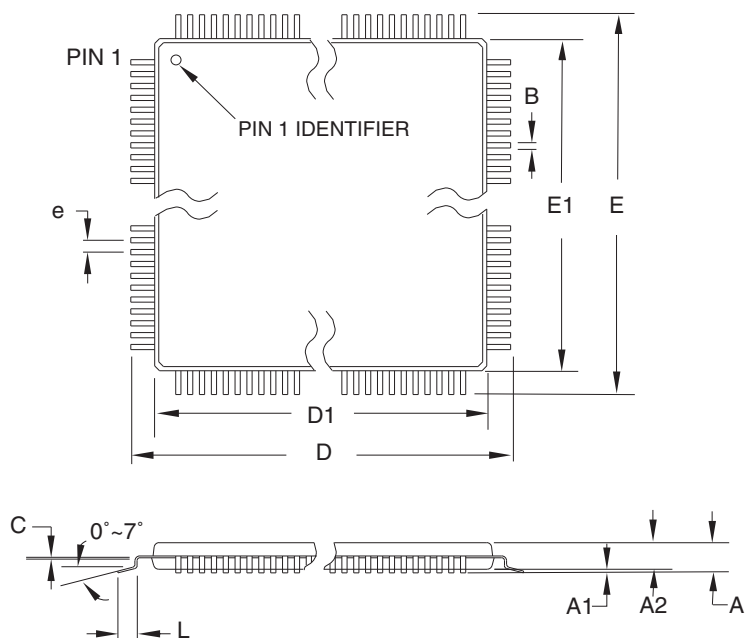 PIN 1
PIN 1 IDENTIFIER
B
e
E1
E
D1
D
C
0°~7°
L
A1
A2
A